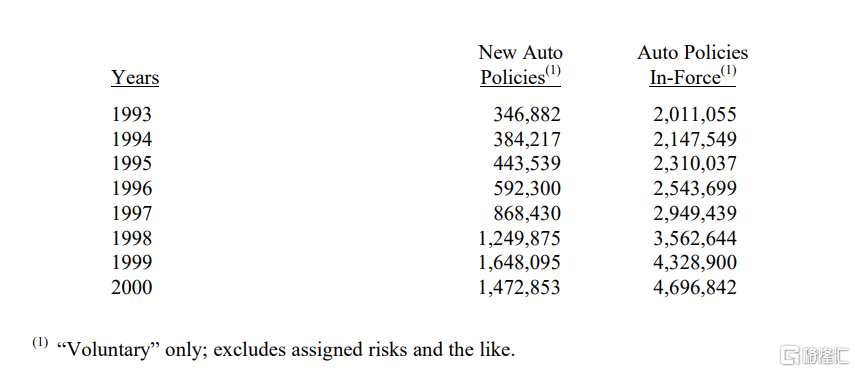 New Auto Auto Policies
Years Policies(1) In-Force(1)
1993 346,882 2,011,055
1994 384,217 2,147,549
1995 443,539 2,310,037
1996 592,300 2,543,699
1997 868,430 2,949,439
1998 1,249,875 3,562,644
1999 1,648,095 4,328,900
2000 1,472,853 4,696,842
(1) “Voluntary” only; excludes assigned risks and the like.
格隆汇